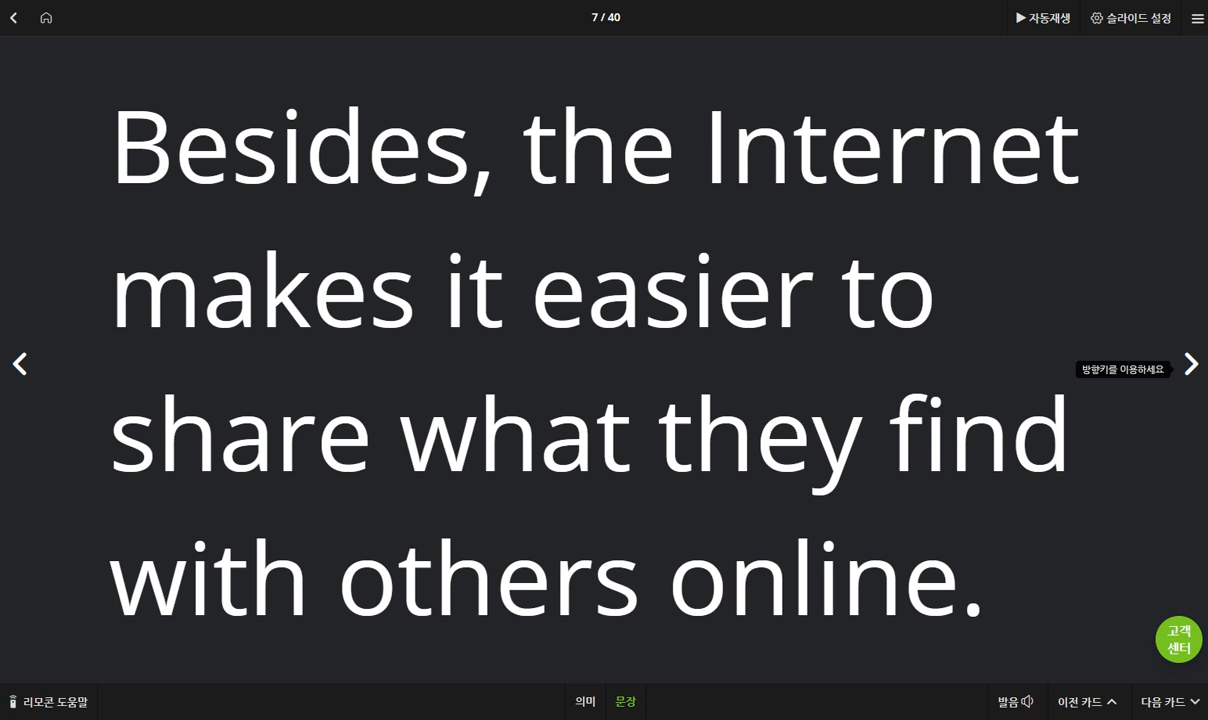 7 / 40
자동재생
슬라이드 설정
Besides, the Internet
makes it easier to
share what they find
with others online.
방향키를 이용하세요
고객
센터
리모콘 도움말
의미
문장
발음
이전 카드
다음 카드